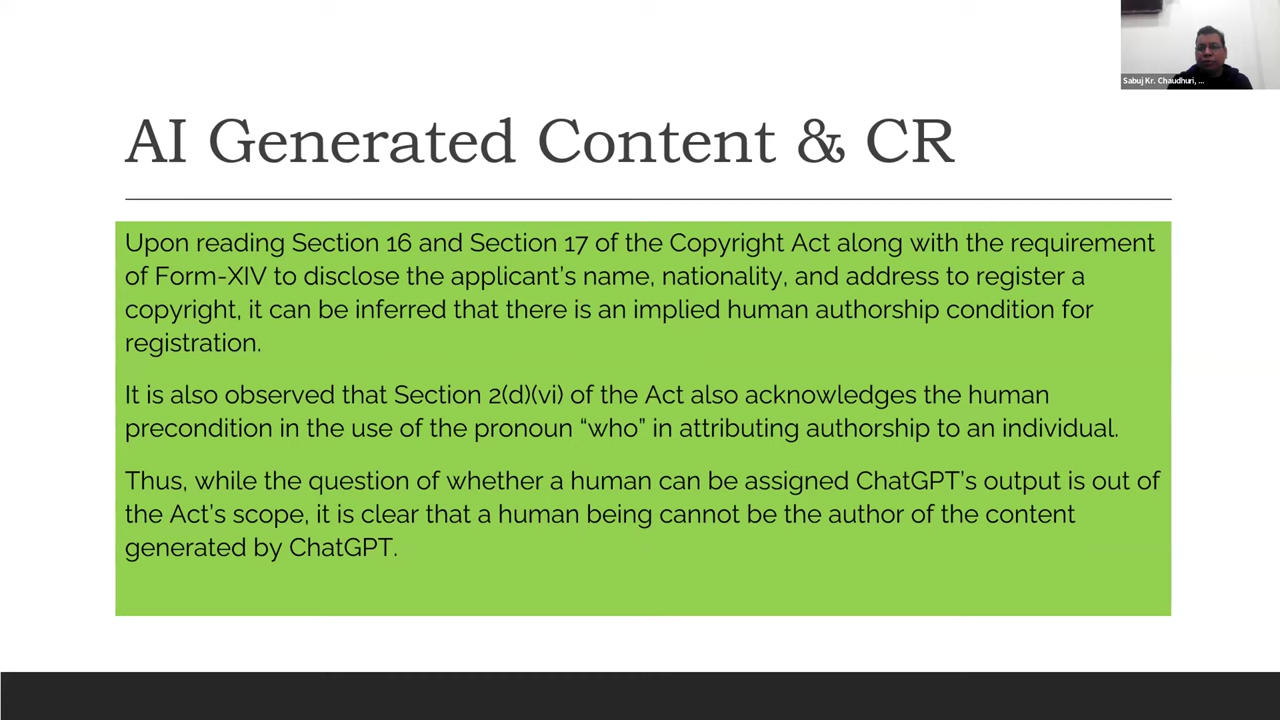 Sabuj Kr. Chaudhuri, ...
AI Generated Content & CR
Upon reading Section 16 and Section 17 of the Copyright Act along with the requirement
of Form-XIV to disclose the applicant’s name, nationality, and address to register a
copyright, it can be inferred that there is an implied human authorship condition for
registration.
It is also observed that Section 2(d)(vi) of the Act also acknowledges the human
precondition in the use of the pronoun “who” in attributing authorship to an individual.
Thus, while the question of whether a human can be assigned ChatGPT’s output is out of
the Act’s scope, it is clear that a human being cannot be the author of the content
generated by ChatGPT.